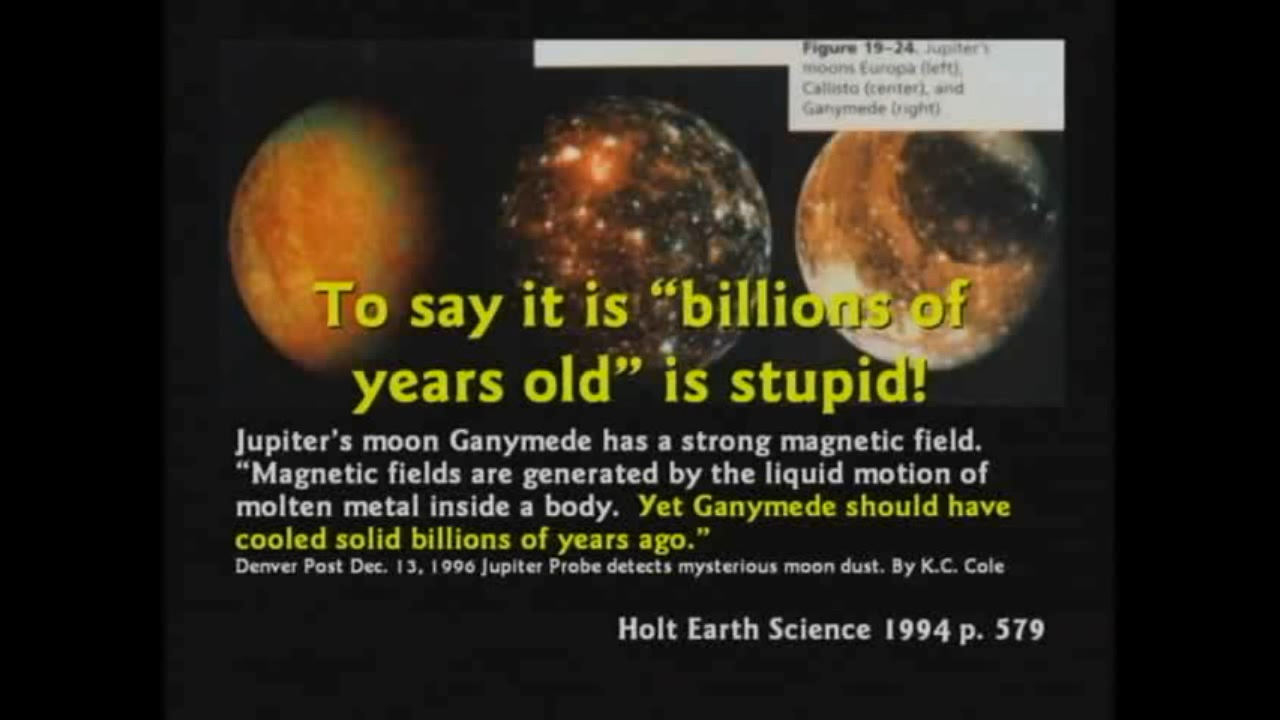 Figure 19-24. Jupiter's
moons Europa (left),
Callisto (center), and
Ganymede (right)
To say it is “billions of
years old” is stupid!
Jupiter's moon Ganymede has a strong magnetic field.
“Magnetic fields are generated by the liquid motion of
molten metal inside a body. Yet Ganymede should have
cooled solid billions of years ago.”
Denver Post Dec. 13, 1996 Jupiter Probe detects mysterious moon dust. By K.C. Cole
Holt Earth Science 1994 p. 579